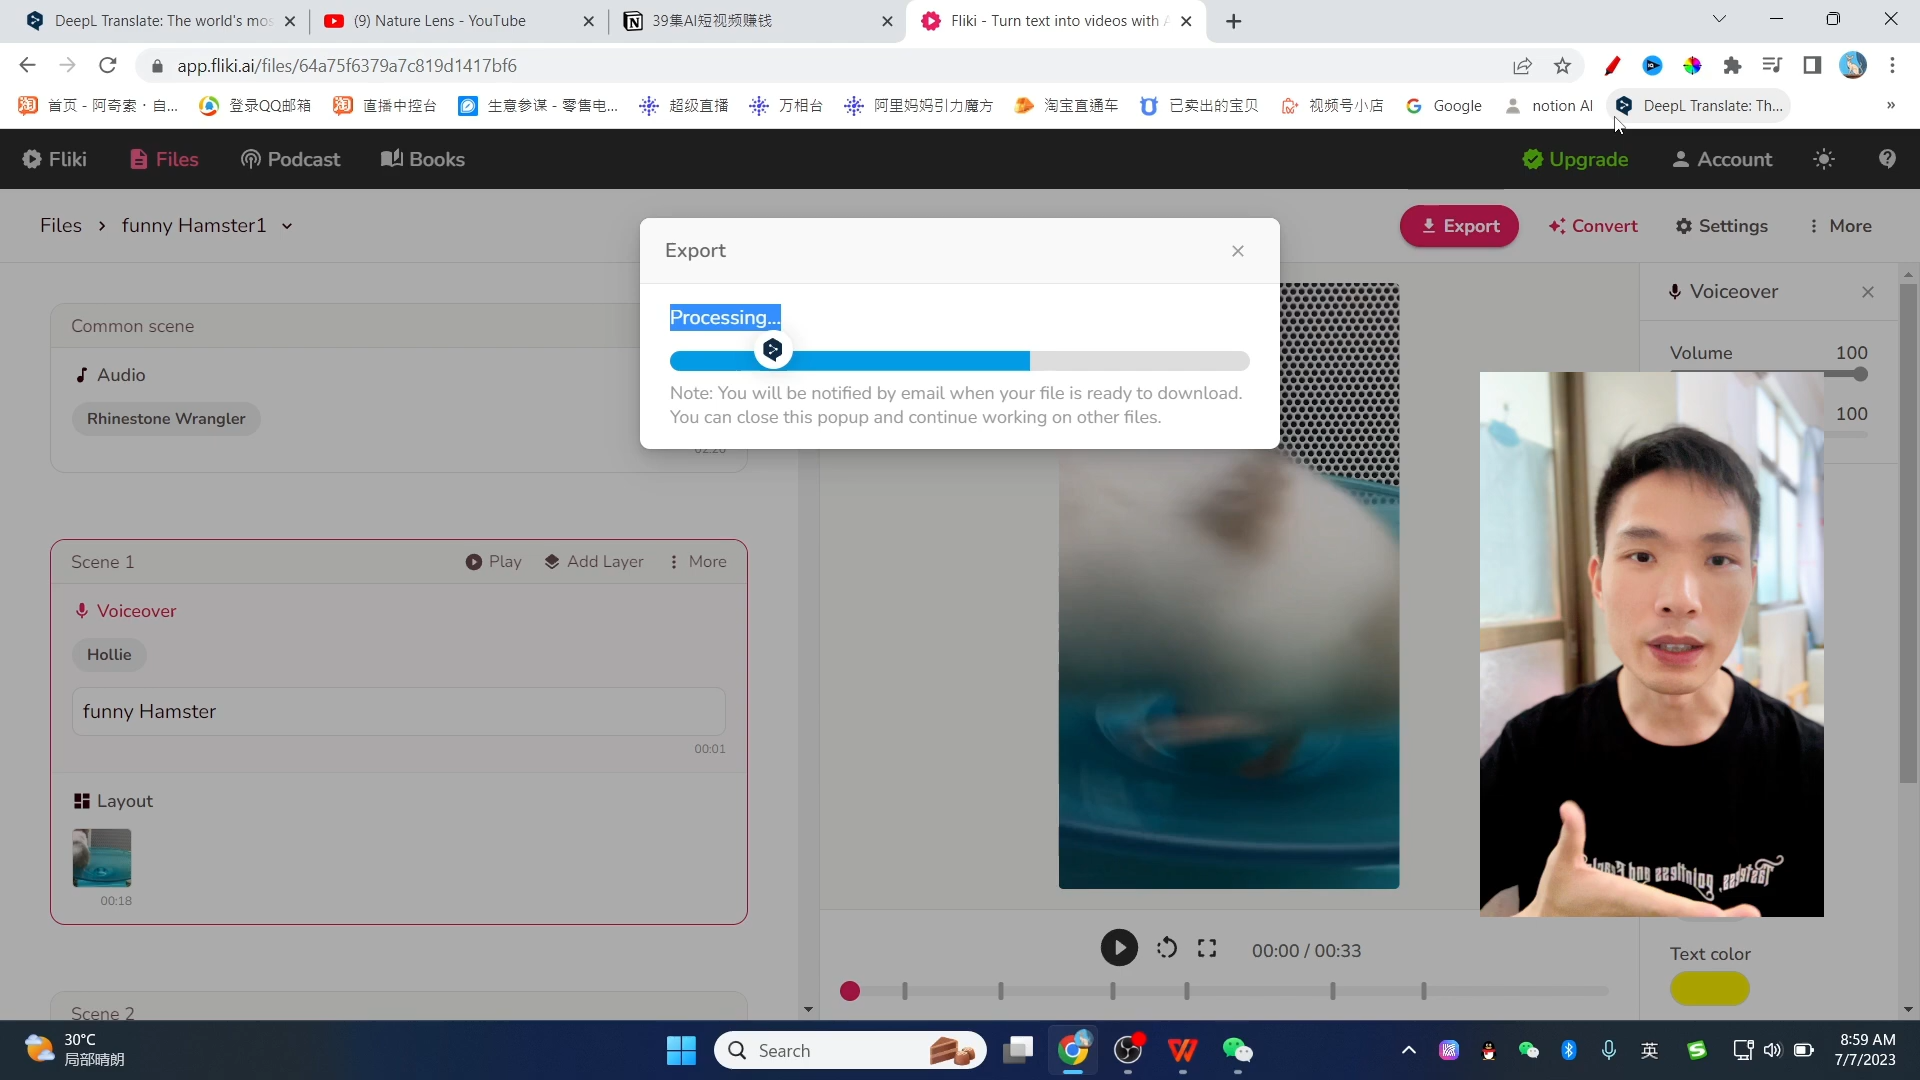 DeepL Translate: The world's mos
(9) Nature Lens - YouTube
39集AI短视频赚钱
Fliki - Turn text into videos with A
app.fliki.ai/files/64a75f6379a7c819d1417bf6
首页 - 阿奇索 · 自...
登录QQ邮箱
直播中控台
生意参谋 - 零售电...
超级直播
万相台
阿里妈妈引力魔方
淘宝直通车
已卖出的宝贝
视频号小店
Google
notion AI
DeepL Translate: Th...
»
Fliki
Files
Podcast
Books
Upgrade
Account
Files > funny Hamster1
Export
Convert
Settings
More
Export
Processing...
Note: You will be notified by email when your file is ready to download.
You can close this popup and continue working on other files.
Common scene
Audio
Rhinestone Wrangler
Scene 1
Play
Add Layer
More
Voiceover
Hollie
funny Hamster
00:01
Layout
00:18
Scene 2
00:00 / 00:33
Voiceover
Volume
100
100
Text color
30°C
局部晴朗
Search
英
8:59 AM
7/7/2023